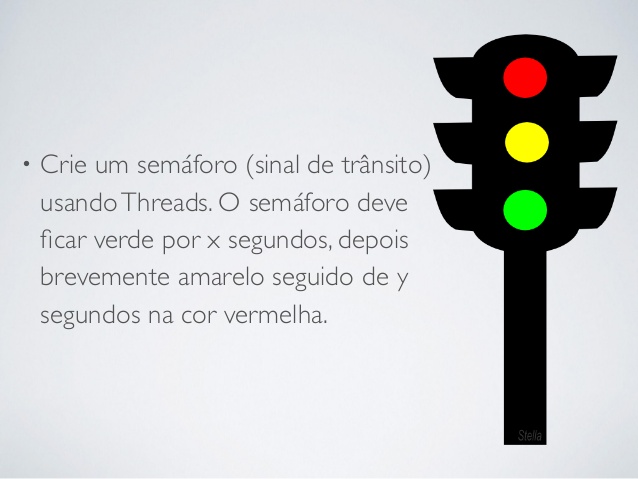 • Crie um semáforo (sinal de trânsito)
usando Threads. O semáforo deve
ficar verde por x segundos, depois
brevemente amarelo seguido de y
segundos na cor vermelha.
Stella